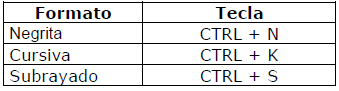 Formato Tecla
Negrita CTRL + N
Cursiva CTRL + K
Subrayado CTRL + S